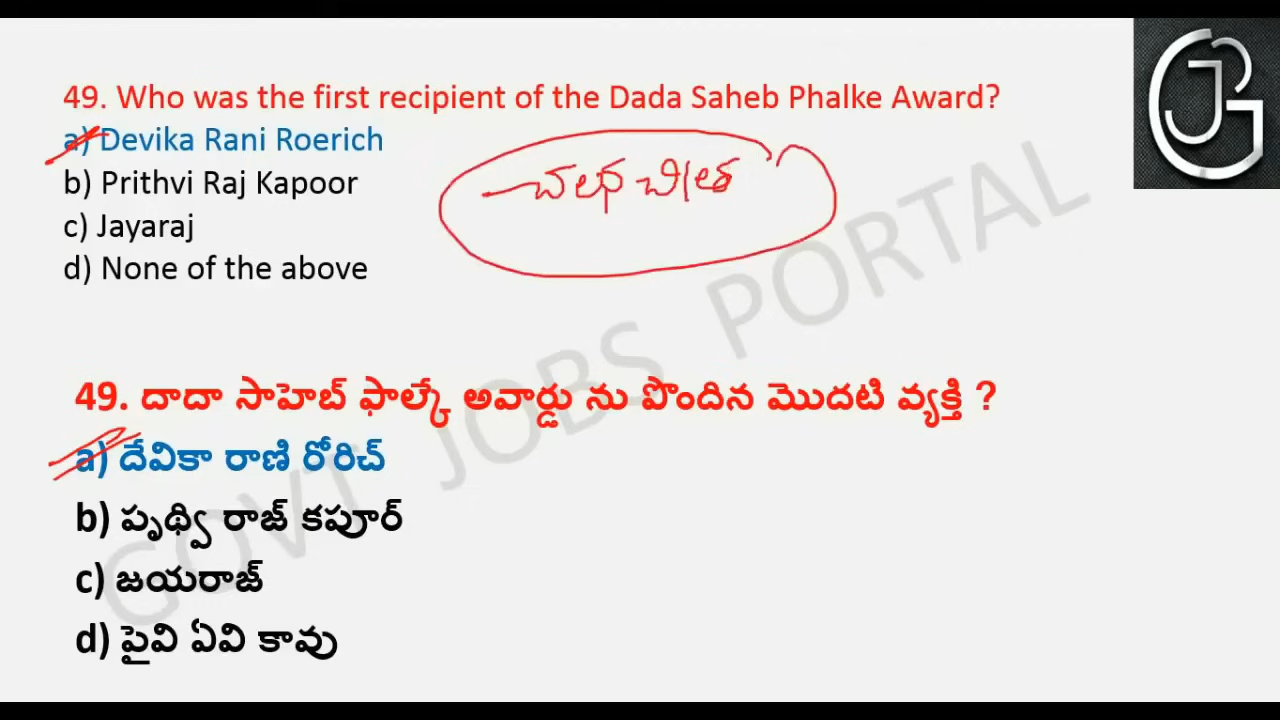 49. Who was the first recipient of the Dada Saheb Phalke Award?
a) Devika Rani Roerich
b) Prithvi Raj Kapoor
c) Jayaraj
d) None of the above
చలన చిత్ర
49. దాదా సాహెబ్ ఫాల్కే అవార్డు ను పొందిన మొదటి వ్యక్తి ?
a) దేవికా రాణి రోరిచ్
b) పృథ్వి రాజ్ కపూర్
c) జయరాజ్
d) పైవి ఏవి కావు
GOVT JOBS PORTAL